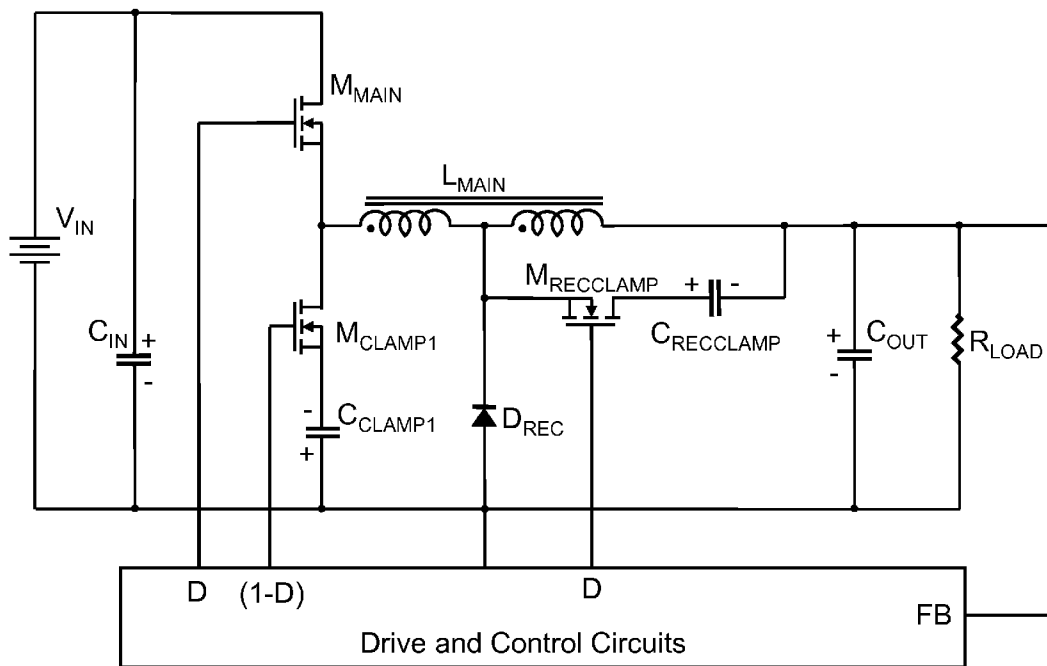 M_MAIN
L_MAIN
V_IN
M_RECCLAMP
+ -
C_RECCLAMP
C_IN
+
-
M_CLAMP1
-
C_CLAMP1
+
D_REC
+
-
C_OUT
R_LOAD
D (1-D) D
FB
Drive and Control Circuits